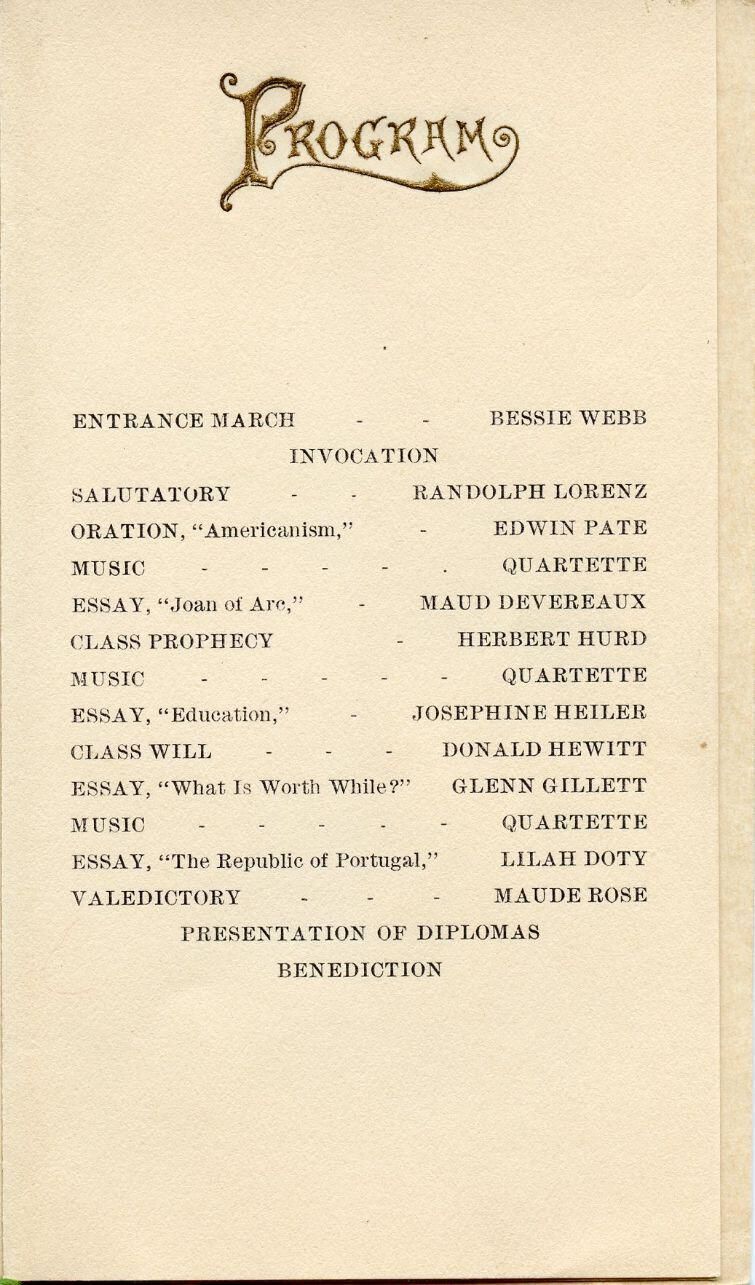 PROGRAM
ENTRANCE MARCH - - BESSIE WEBB
INVOCATION
SALUTATORY - - RANDOLPH LORENZ
ORATION, “Americanism,” - EDWIN PATE
MUSIC - - - - . QUARTETTE
ESSAY, “Joan of Arc,” - MAUD DEVEREAUX
CLASS PROPHECY - HERBERT HURD
MUSIC - - - - - QUARTETTE
ESSAY, “Education,” - JOSEPHINE HEILER
CLASS WILL - - - DONALD HEWITT
ESSAY, “What Is Worth While?” GLENN GILLETT
MUSIC - - - - - QUARTETTE
ESSAY, “The Republic of Portugal,” LILAH DOTY
VALEDICTORY - - - MAUDE ROSE
PRESENTATION OF DIPLOMAS
BENEDICTION